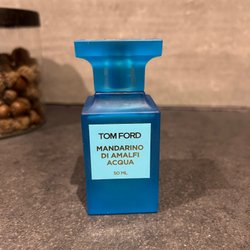 TOM FORD
MANDARINO
DI AMALFI
ACQUA
50 ML